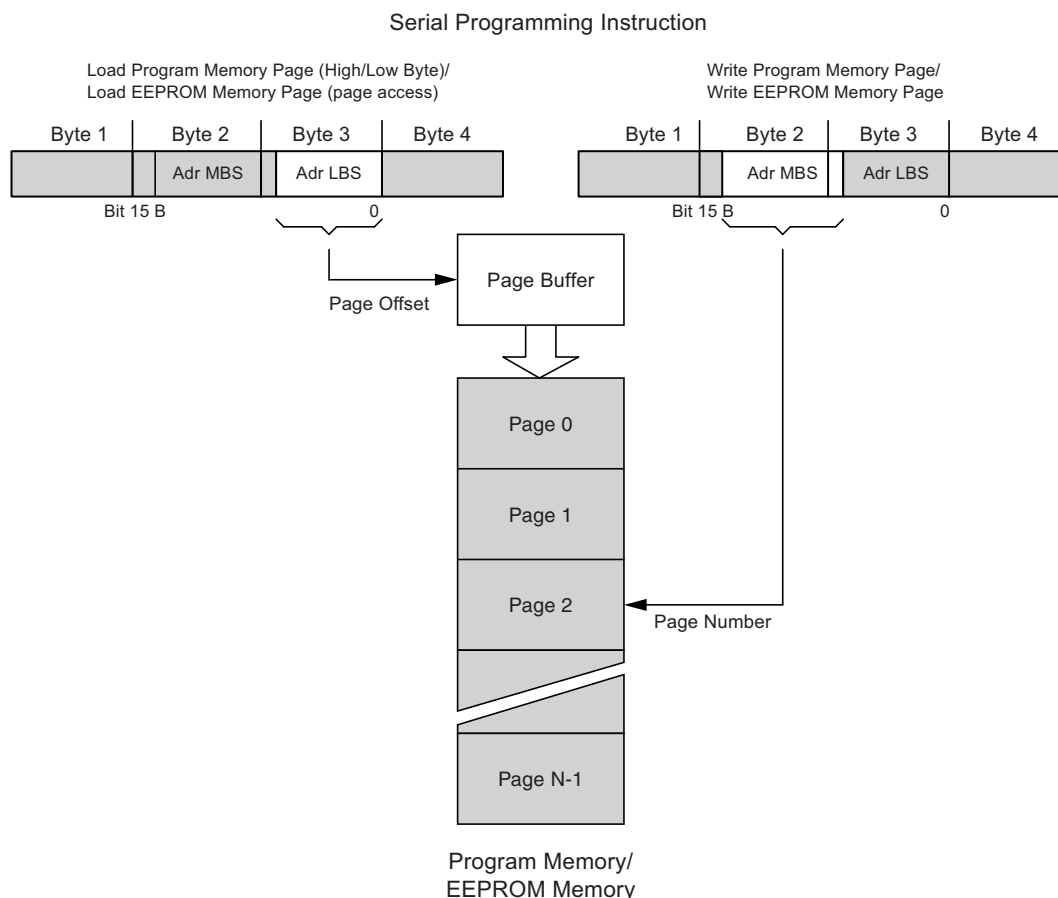 Serial Programming Instruction
Load Program Memory Page (High/Low Byte)/
Load EEPROM Memory Page (page access)
Byte 1 Byte 2 Byte 3 Byte 4
Adr MBS Adr LBS
Bit 15 B 0
Write Program Memory Page/
Write EEPROM Memory Page
Byte 1 Byte 2 Byte 3 Byte 4
Adr MBS Adr LBS
Bit 15 B 0
Page Offset
Page Buffer
Page 0
Page 1
Page 2
Page Number
Page N-1
Program Memory/
EEPROM Memory